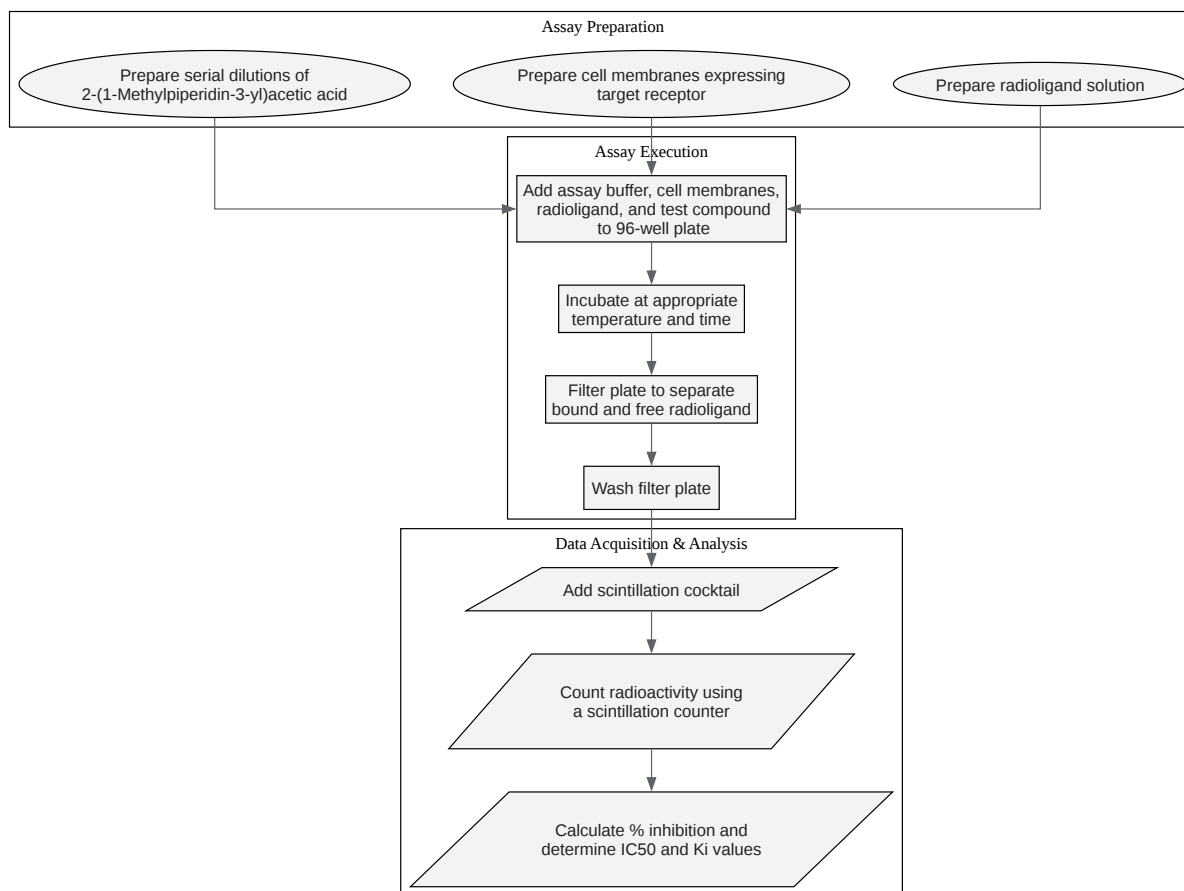 Assay Preparation
Prepare serial dilutions of
2-(1-Methylpiperidin-3-yl)acetic acid
Prepare cell membranes expressing
target receptor
Prepare radioligand solution
Assay Execution
Add assay buffer, cell membranes,
radioligand, and test compound
to 96-well plate
Incubate at appropriate
temperature and time
Filter plate to separate
bound and free radioligand
Wash filter plate
Data Acquisition & Analysis
Add scintillation cocktail
Count radioactivity using
a scintillation counter
Calculate % inhibition and
determine IC50 and Ki values